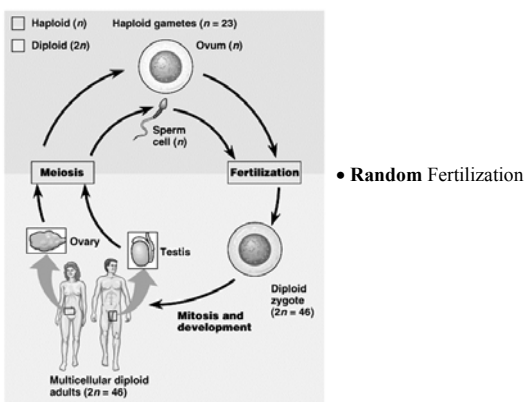 Haploid (n)
Haploid gametes (n = 23)
Diploid (2n)
Ovum (n)
Sperm
cell (n)
Meiosis
Fertilization
• Random Fertilization
Ovary
Testis
Diploid
zygote
(2n = 46)
Mitosis and
development
Multicellular diploid
adults (2n = 46)